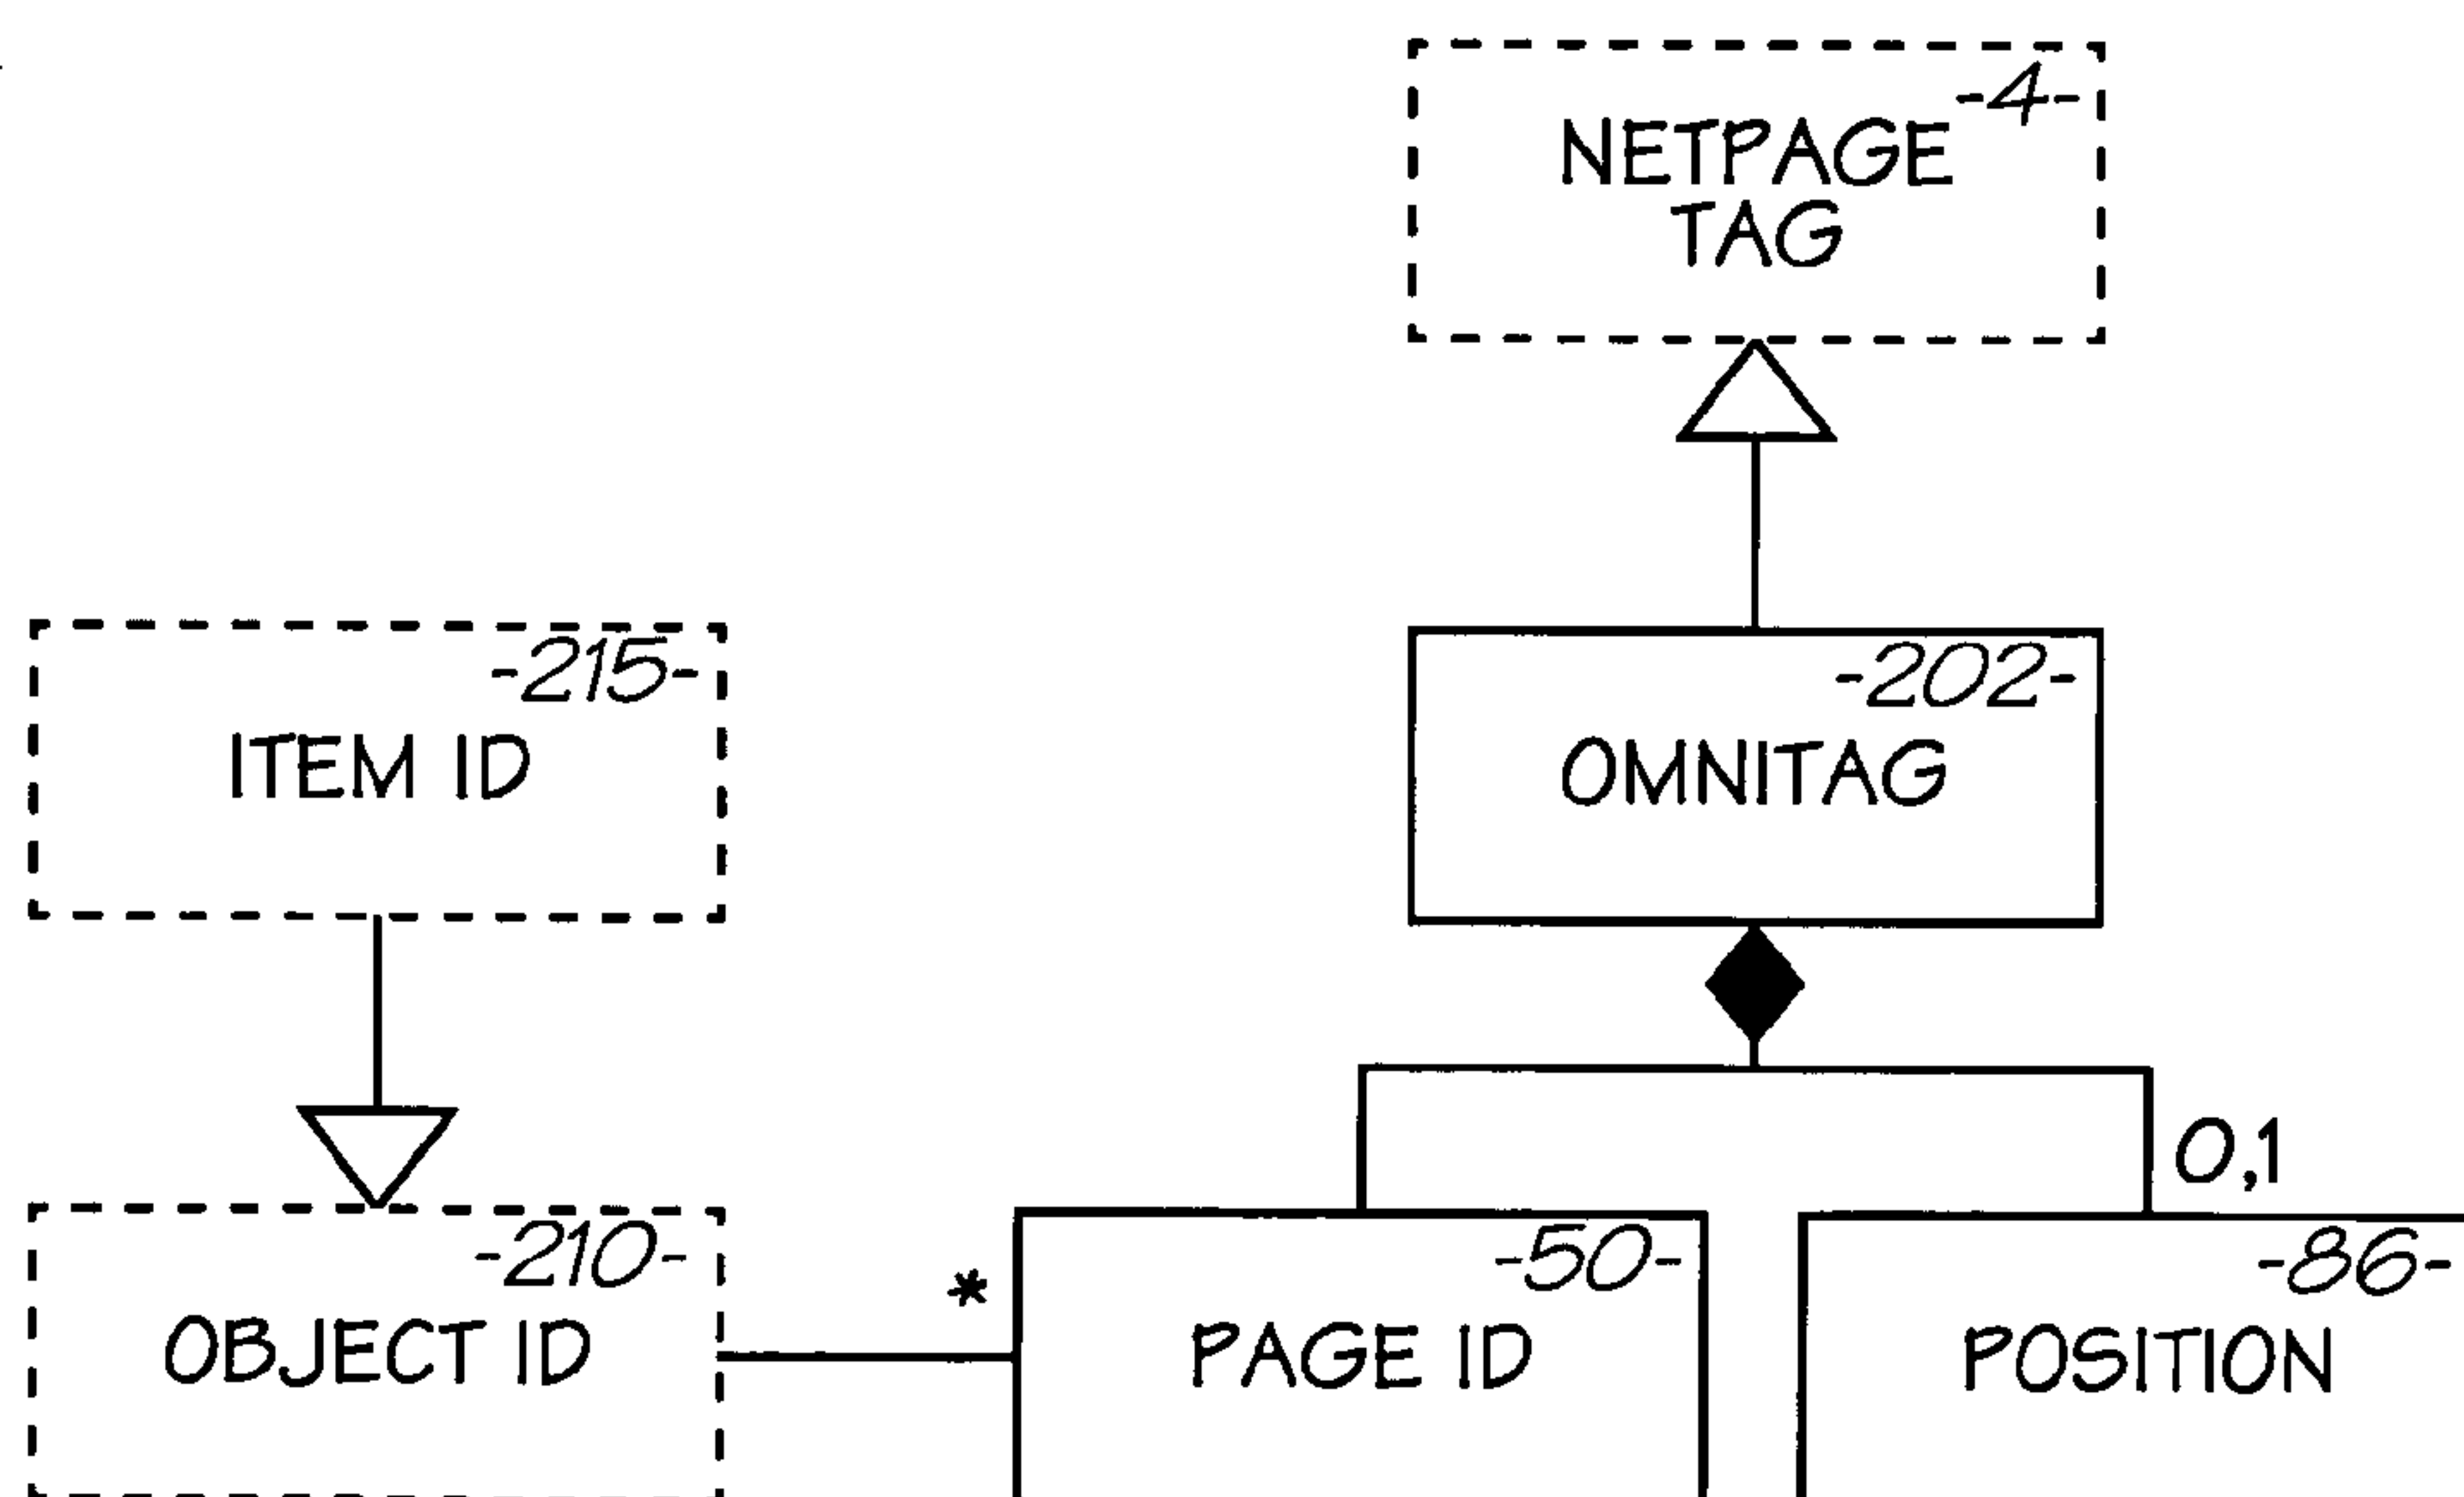 -4-
NETPAGE
TAG
-215-
ITEM ID
-202-
OMNITAG
0,1
-210-
OBJECT ID
*
-50-
PAGE ID
-86-
POSITION